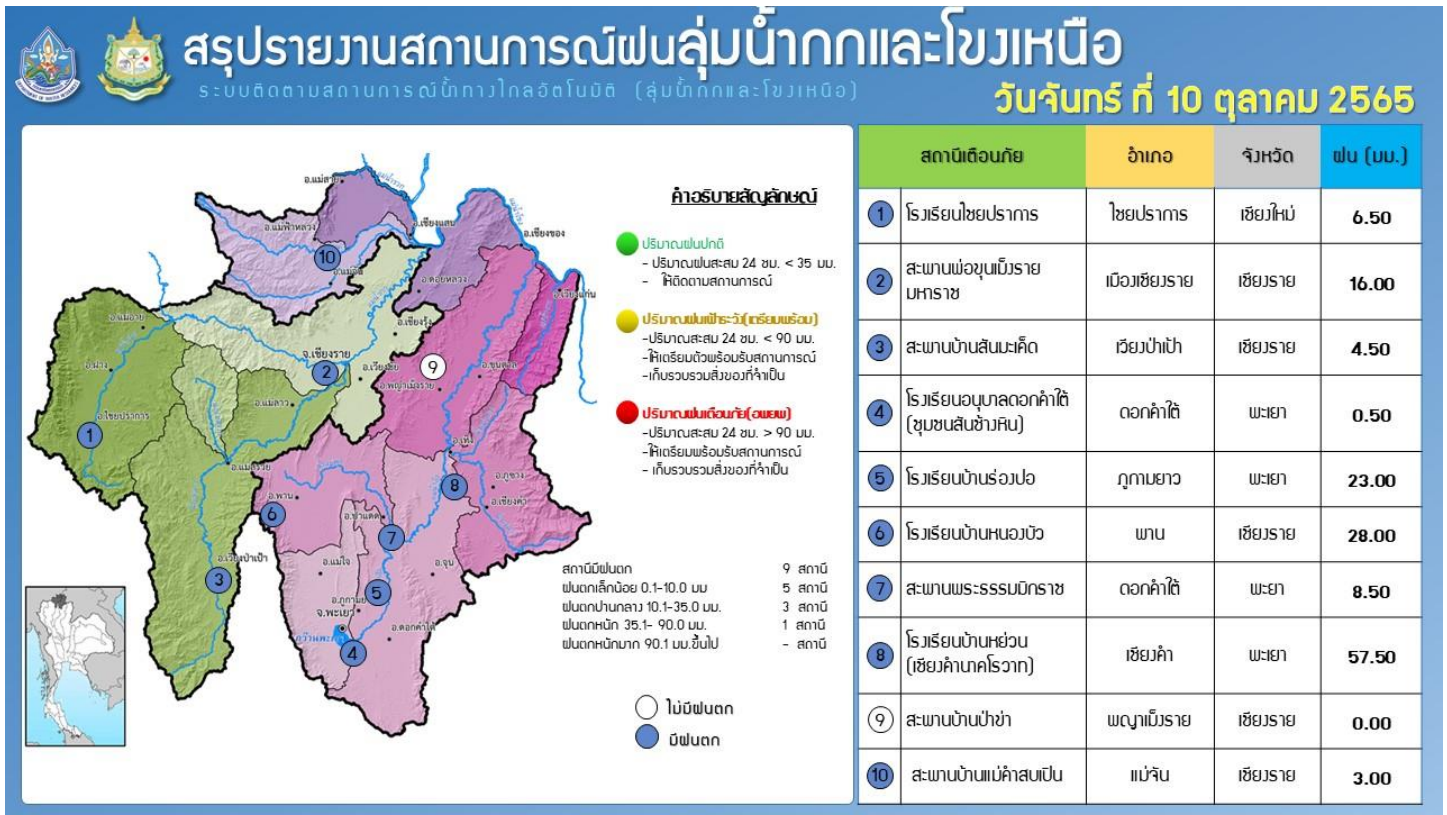 สรุปรายงานสถานการณ์ฝนลุ่มน้ำกกและโขงเหนือ
ระบบติดตามสถานการณ์น้ำทางไกลอัตโนมัติ (ลุ่มน้ำกกและโขงเหนือ)
วันจันทร์ ที่ 10 ตุลาคม 2565
สถานีเตือนภัย อำเภอ จังหวัด ฝน (มม.)
1 โรงเรียนไชยปราการ ไชยปราการ เชียงใหม่ 6.50
2 สะพานพ่อขุนเม็งราย
มหาราช เมืองเชียงราย เชียงราย 16.00
3 สะพานบ้านสันมะเค็ด เวียงป่าเป้า เชียงราย 4.50
4 โรงเรียนอนุบาลดอกคำใต้
(ชุมชนสันช้างหิน) ดอกคำใต้ พะเยา 0.50
5 โรงเรียนบ้านร่องปอ ภูกามยาว พะเยา 23.00
6 โรงเรียนบ้านหนองบัว พาน เชียงราย 28.00
7 สะพานพระธรรมมิกราช ดอกคำใต้ พะเยา 8.50
8 โรงเรียนบ้านหย่วน
(เชียงคำนาคโรวาท) เชียงคำ พะเยา 57.50
9 สะพานบ้านป่าข่า พญาเม็งราย เชียงราย 0.00
10 สะพานบ้านแม่คำสบเปิน แม่จัน เชียงราย 3.00
คำอธิบายสัญลักษณ์
ปริมาณฝนปกติ
- ปริมาณฝนสะสม 24 ชม. < 35 มม.
- ให้ติดตามสถานการณ์
ปริมาณฝนเฝ้าระวัง(เตรียมพร้อม)
-ปริมาณสะสม 24 ชม. < 90 มม.
-ให้เตรียมตัวพร้อมรับสถานการณ์
-เก็บรวบรวมสิ่งของที่จำเป็น
ปริมาณฝนเตือนภัย(อพยพ)
-ปริมาณสะสม 24 ชม. > 90 มม.
-ให้เตรียมพร้อมรับสถานการณ์
- เก็บรวบรวมสิ่งของที่จำเป็น
สถานีมีฝนตก 9 สถานี
ฝนตกเล็กน้อย 0.1-10.0 มม 5 สถานี
ฝนตกปานกลาง 10.1-35.0 มม. 3 สถานี
ฝนตกหนัก 35.1- 90.0 มม. 1 สถานี
ฝนตกหนักมาก 90.1 มม.ขึ้นไป - สถานี
ไม่มีฝนตก
มีฝนตก
อ.แม่สาย
อ.แม่ฟ้าหลวง
อ.เชียงแสน
อ.เชียงของ
10
อ.แม่จัน
อ.ดอยหลวง
อ.เวียงแก่น
อ.แม่อาย
อ.เชียงรุ้ง
จ.เชียงราย
อ.ฝาง
2
อ.เวียงชัย
9
อ.พญาเม็งราย
อ.ขุนตาล
อ.แม่ลาว
อ.ไชยปราการ
1
อ.เทิง
อ.แม่สรวย
8
อ.ภูซาง
อ.พาน
อ.เชียงคำ
6
อ.ป่าแดด
7
อ.เวียงป่าเป้า
3
อ.แม่ใจ
อ.จุน
5
จ.พะเยา
อ.ดอกคำใต้
4